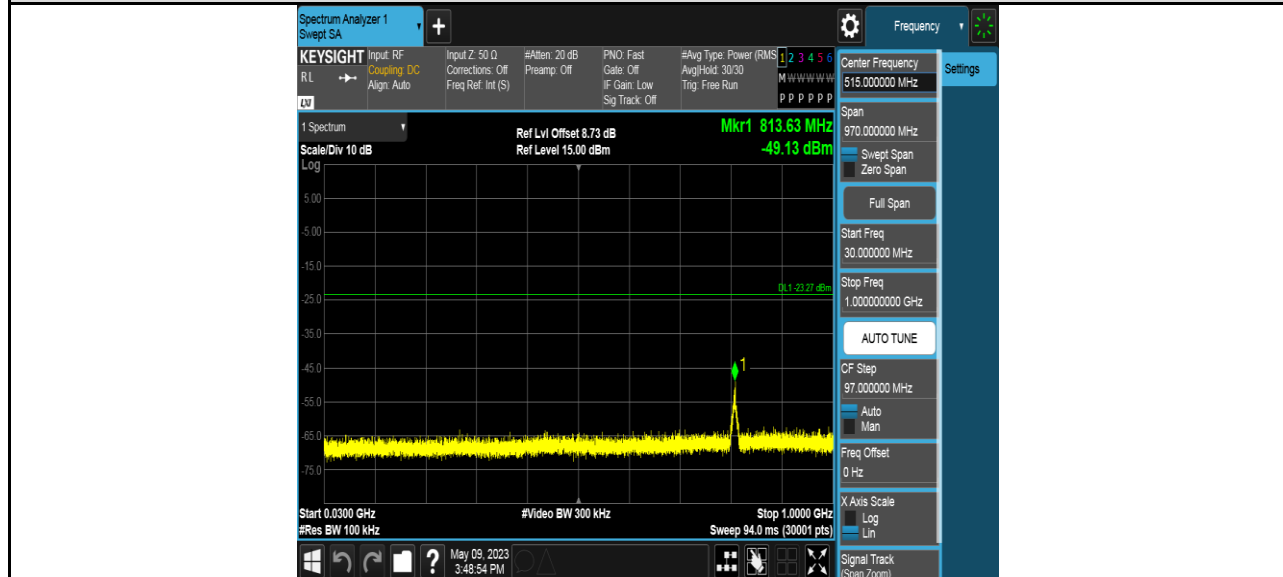 Spectrum Analyzer 1
Swept SA
+
Frequency
KEYSIGHT
RL
LXI
Input: RF
Coupling: DC
Align: Auto
Input Z: 50 Ω
Corrections: Off
Freq Ref: Int (S)
#Atten: 20 dB
Preamp: Off
PNO: Fast
Gate: Off
IF Gain: Low
Sig Track: Off
#Avg Type: Power (RMS
Avg|Hold: 30/30
Trig: Free Run
1 2 3 4 5 6
M W W W W W
P P P P P P
1 Spectrum
Scale/Div 10 dB
Ref Lvl Offset 8.73 dB
Ref Level 15.00 dBm
Mkr1 813.63 MHz
-49.13 dBm
Log
5.00
-5.00
-15.0
DL1 -23.27 dBm
-25.0
-35.0
1
-45.0
-55.0
-65.0
-75.0
Start 0.0300 GHz
#Video BW 300 kHz
Stop 1.0000 GHz
#Res BW 100 kHz
Sweep 94.0 ms (30001 pts)
?
May 09, 2023
3:48:54 PM
Center Frequency
515.000000 MHz
Settings
Span
970.000000 MHz
Swept Span
Zero Span
Full Span
Start Freq
30.000000 MHz
Stop Freq
1.000000000 GHz
AUTO TUNE
CF Step
97.000000 MHz
Auto
Man
Freq Offset
0 Hz
X Axis Scale
Log
Lin
Signal Track
(Span Zoom)